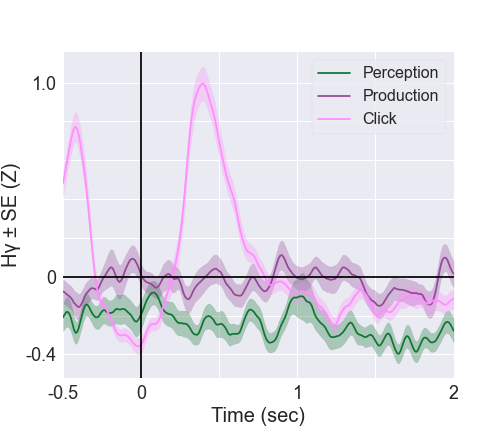 Perception
Production
Click
1.0
0
-0.4
Hγ ± SE (Z)
-0.5 0 1 2
Time (sec)